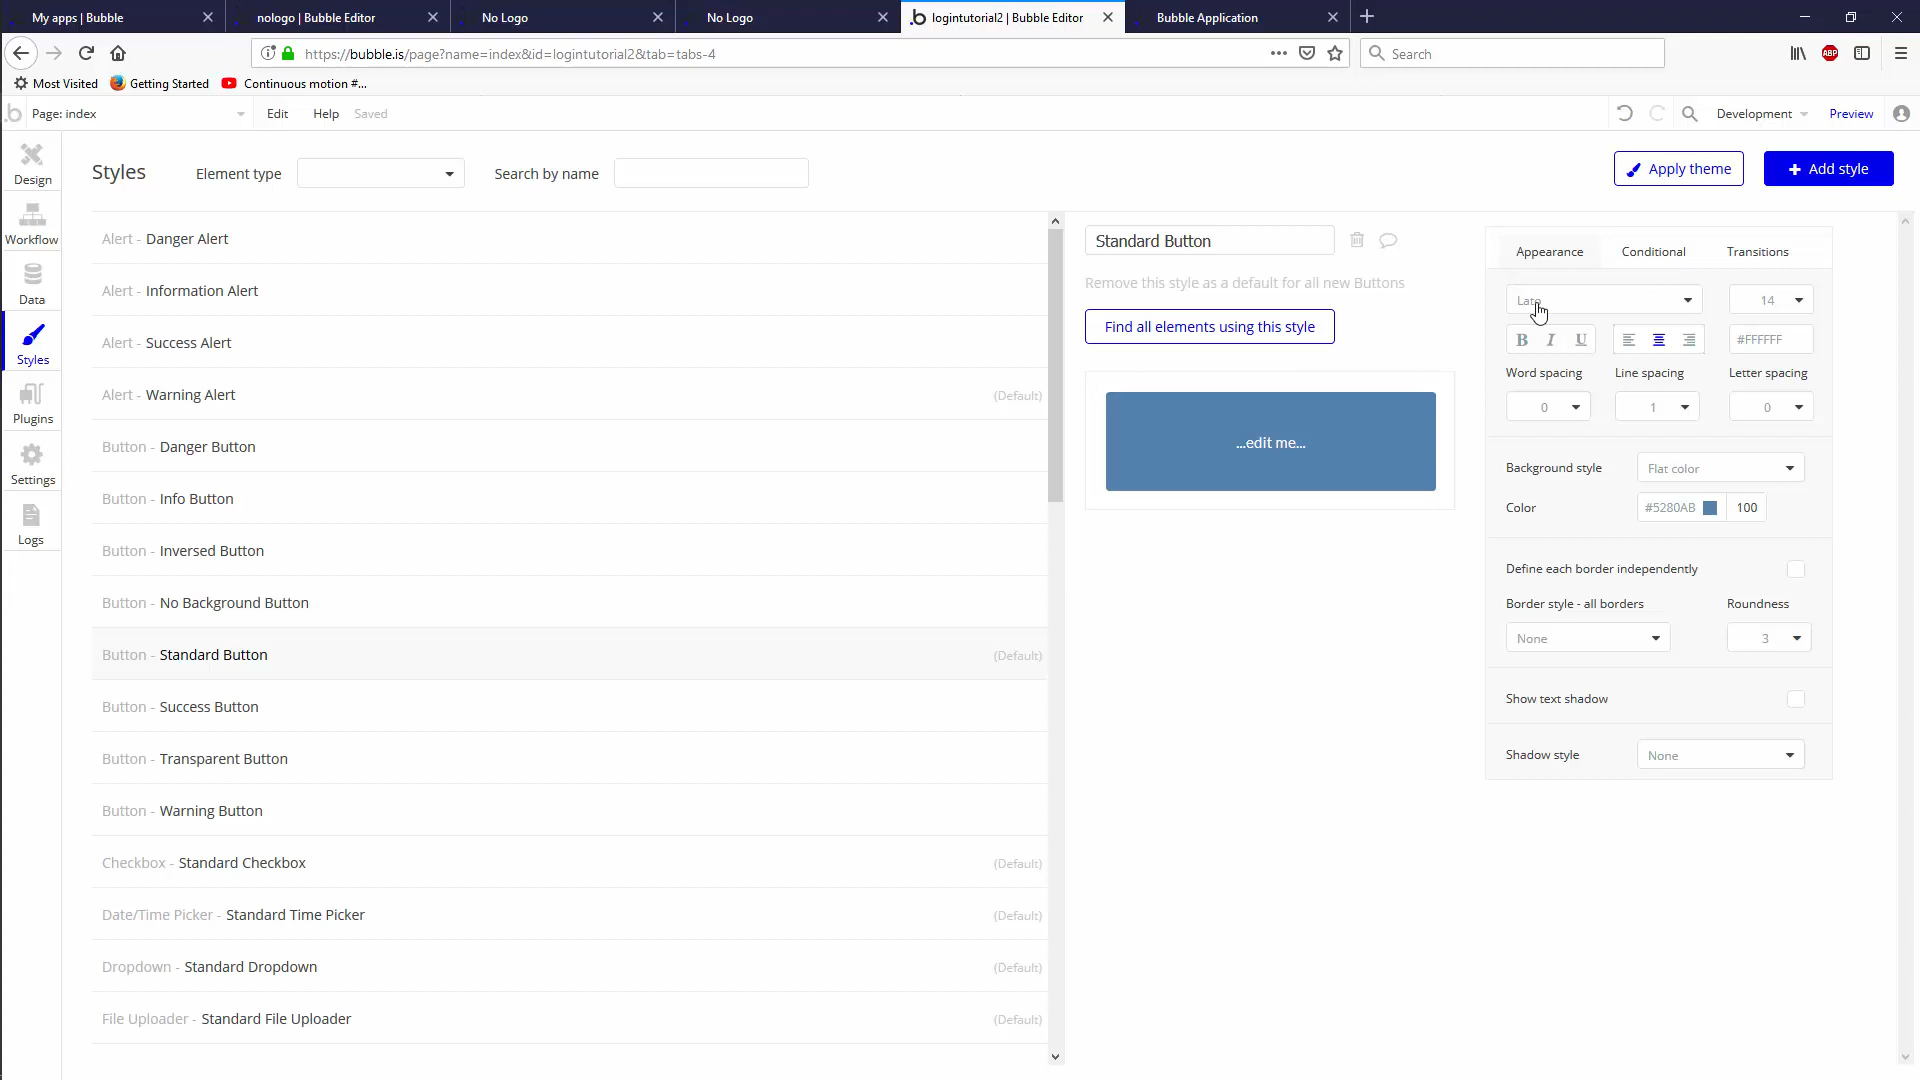 My apps | Bubble
nologo | Bubble Editor
No Logo
No Logo
logintutorial2 | Bubble Editor
Bubble Application
https://bubble.is/page?name=index&id=logintutorial2&tab=tabs-4
Search
Most Visited
Getting Started
Continuous motion #...
Page: index
Edit
Help
Saved
Development
Preview
Design
Workflow
Data
Styles
Plugins
Settings
Logs
Styles
Element type
Search by name
Apply theme
Add style
Alert - Danger Alert
Alert - Information Alert
Alert - Success Alert
Alert - Warning Alert (Default)
Button - Danger Button
Button - Info Button
Button - Inversed Button
Button - No Background Button
Button - Standard Button (Default)
Button - Success Button
Button - Transparent Button
Button - Warning Button
Checkbox - Standard Checkbox (Default)
Date/Time Picker - Standard Time Picker (Default)
Dropdown - Standard Dropdown (Default)
File Uploader - Standard File Uploader (Default)
Standard Button
Remove this style as a default for all new Buttons
Find all elements using this style
...edit me...
Appearance Conditional Transitions
Lato 14
B I U #FFFFFF
Word spacing Line spacing Letter spacing
0 1 0
Background style Flat color
Color #5280AB 100
Define each border independently
Border style - all borders Roundness
None 3
Show text shadow
Shadow style None